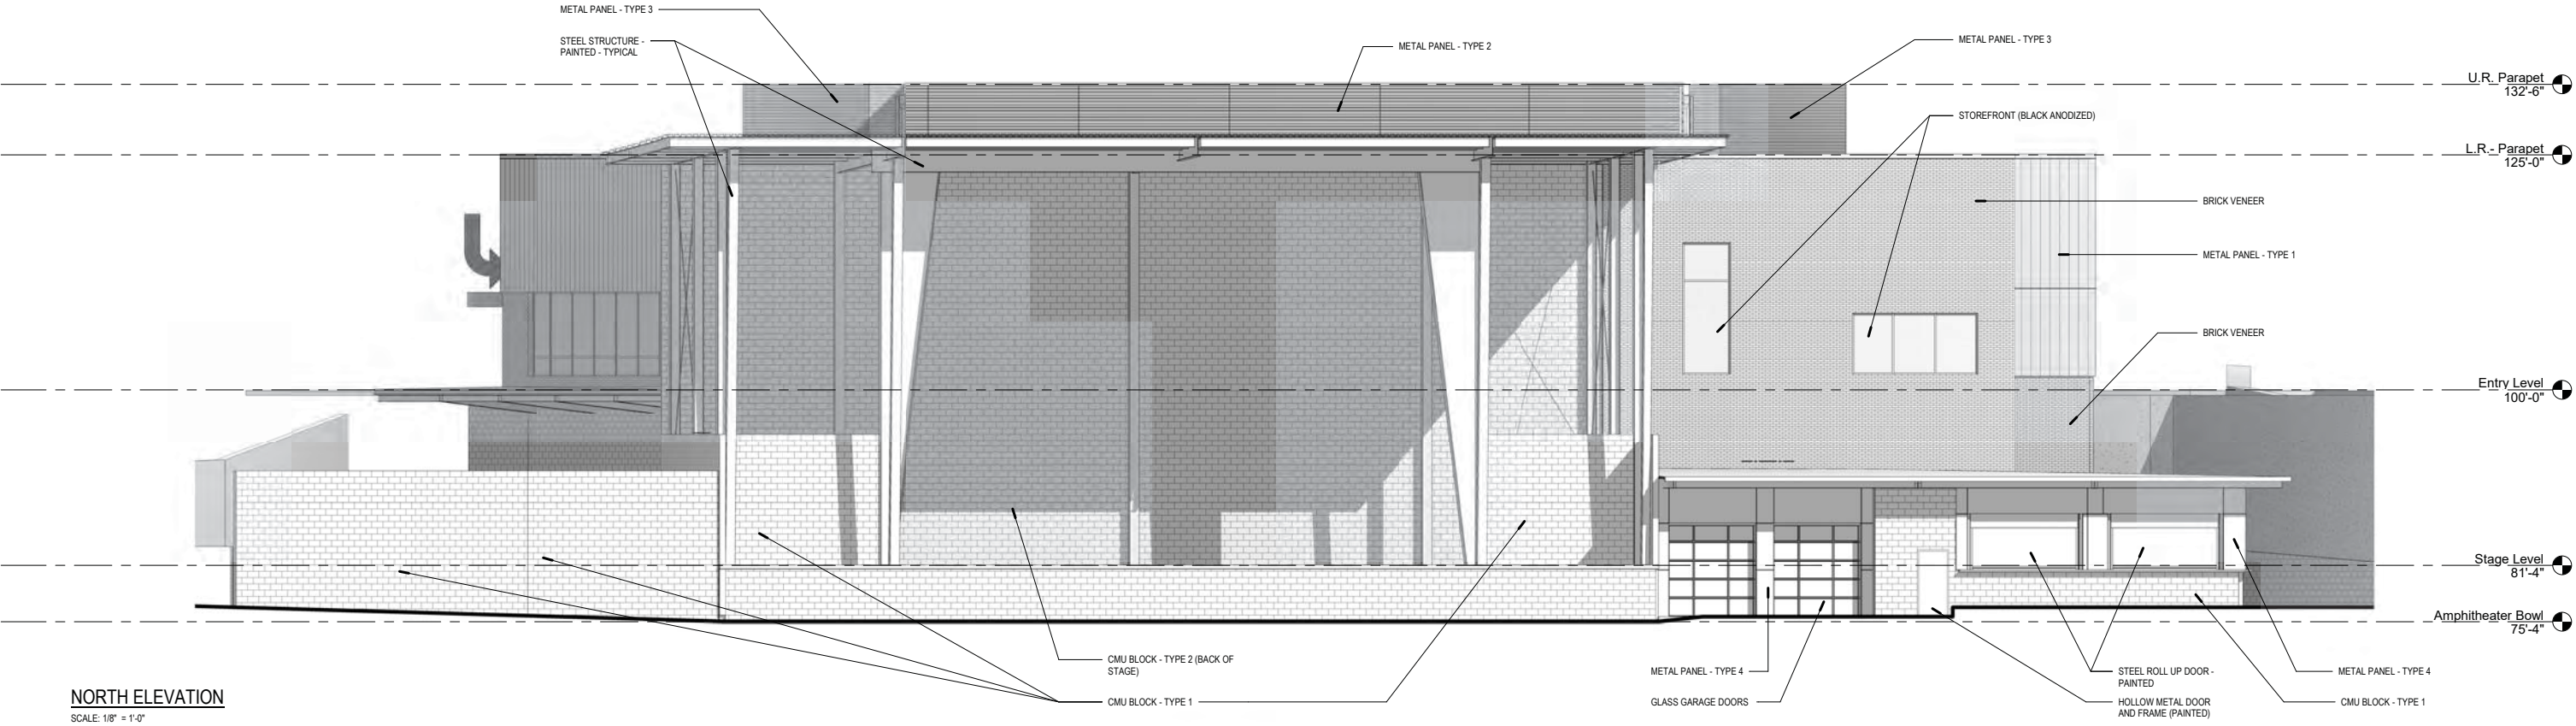 METAL PANEL - TYPE 3
STEEL STRUCTURE -
PAINTED - TYPICAL
METAL PANEL - TYPE 2
METAL PANEL - TYPE 3
STOREFRONT (BLACK ANODIZED)
U.R. Parapet
132'-6"
L.R.- Parapet
125'-0"
BRICK VENEER
METAL PANEL - TYPE 1
BRICK VENEER
Entry Level
100'-0"
Stage Level
81'-4"
Amphitheater Bowl
75'-4"
CMU BLOCK - TYPE 2 (BACK OF
STAGE)
CMU BLOCK - TYPE 1
METAL PANEL - TYPE 4
GLASS GARAGE DOORS
STEEL ROLL UP DOOR -
PAINTED
HOLLOW METAL DOOR
AND FRAME (PAINTED)
METAL PANEL - TYPE 4
CMU BLOCK - TYPE 1
NORTH ELEVATION
SCALE: 1/8" = 1'-0"